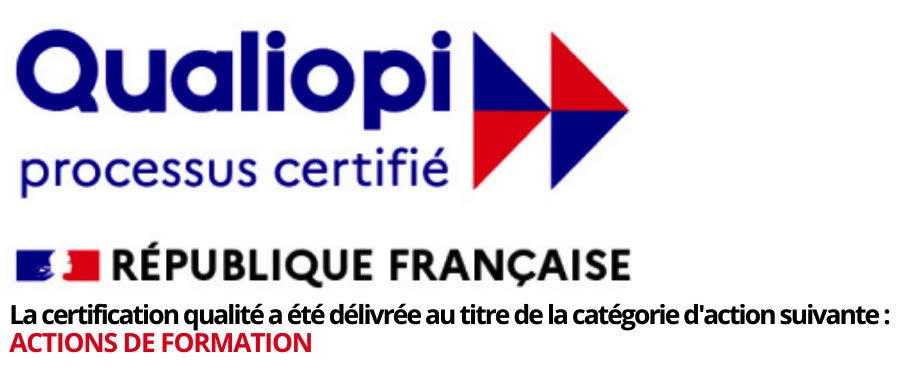 Qualiopi
processus certifié
RÉPUBLIQUE FRANÇAISE
La certification qualité a été délivrée au titre de la catégorie d'action suivante :
ACTIONS DE FORMATION